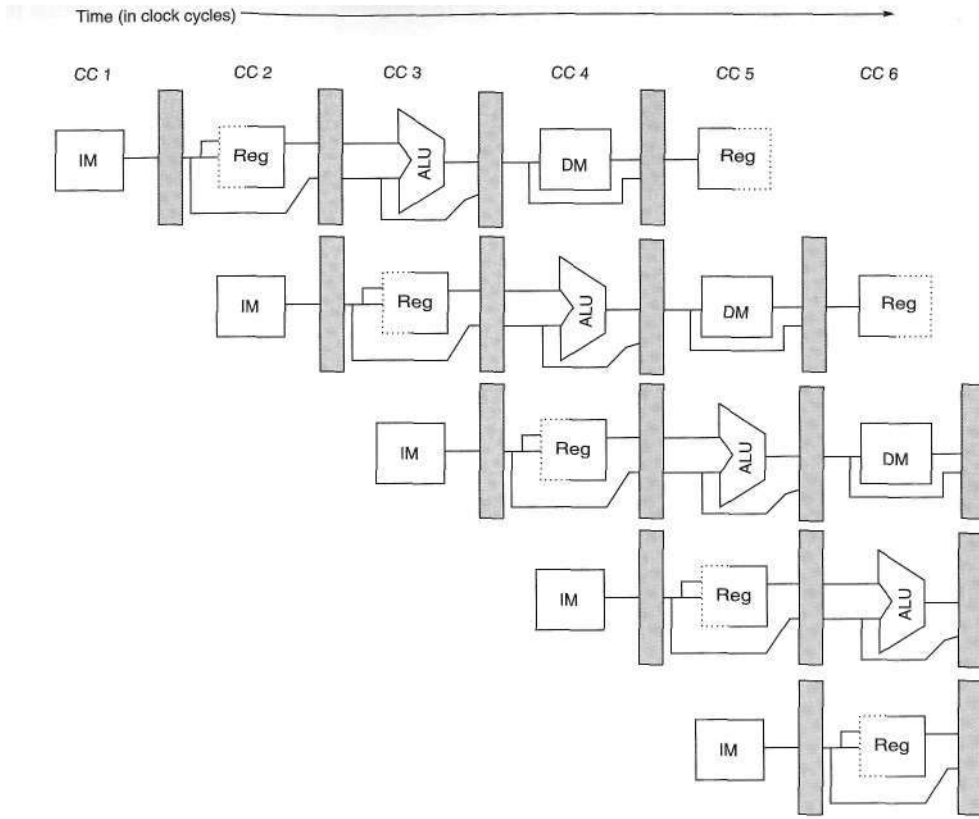 Time (in clock cycles)
CC 1 CC 2 CC 3 CC 4 CC 5 CC 6
IM Reg ALU DM Reg
IM Reg ALU DM Reg
IM Reg ALU DM
IM Reg ALU
IM Reg